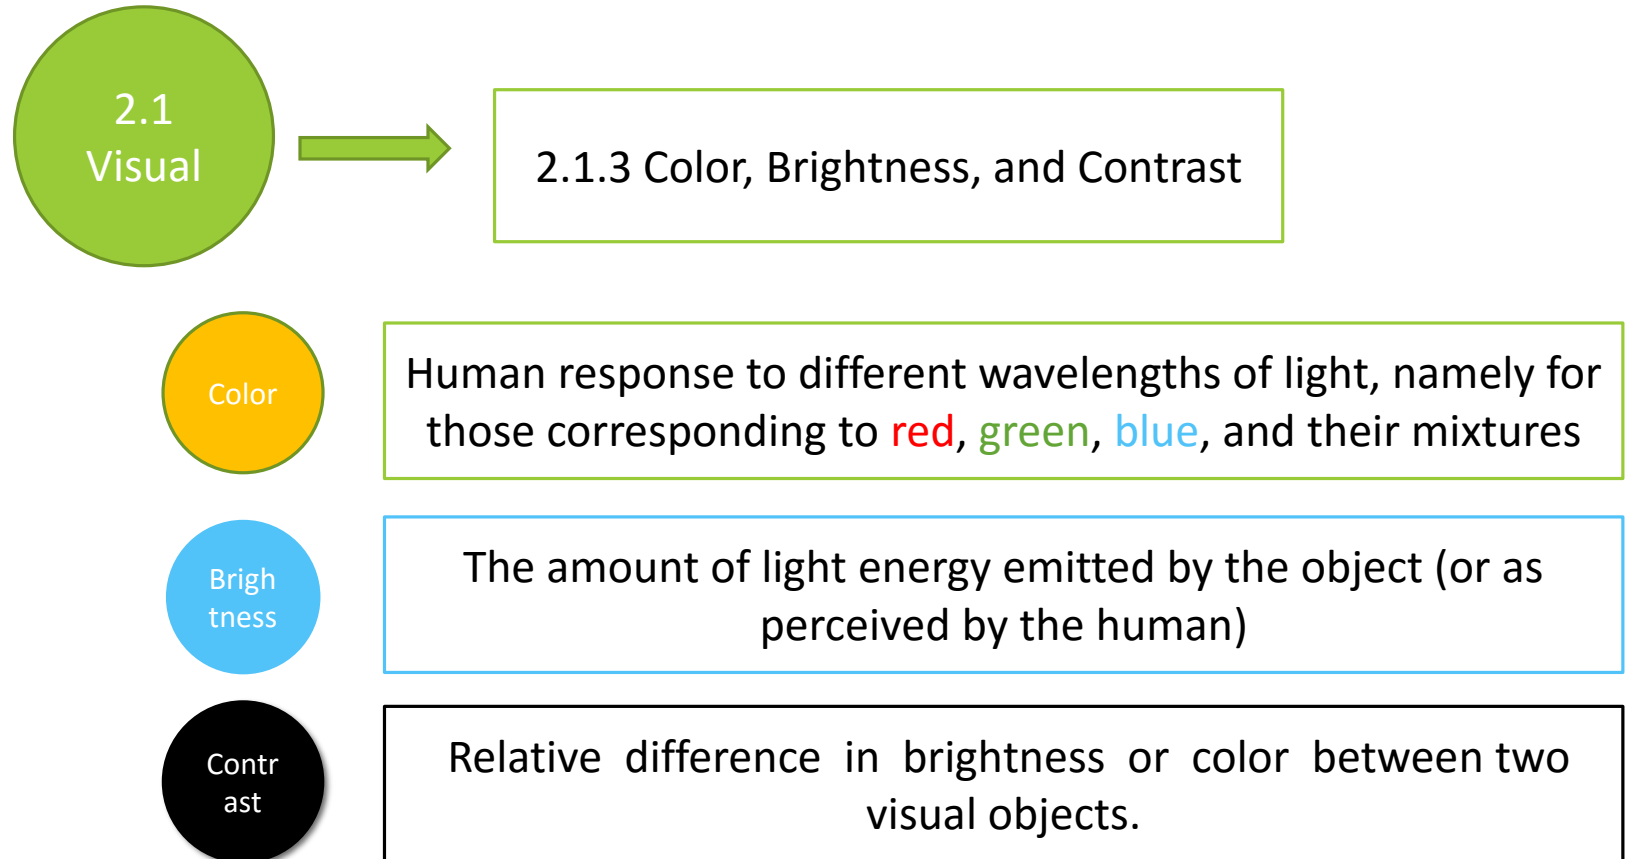 2.1
Visual
2.1.3 Color, Brightness, and Contrast
Color
Human response to different wavelengths of light, namely for
those corresponding to red, green, blue, and their mixtures
Brigh
tness
The amount of light energy emitted by the object (or as
perceived by the human)
Contr
ast
Relative difference in brightness or color between two
visual objects.